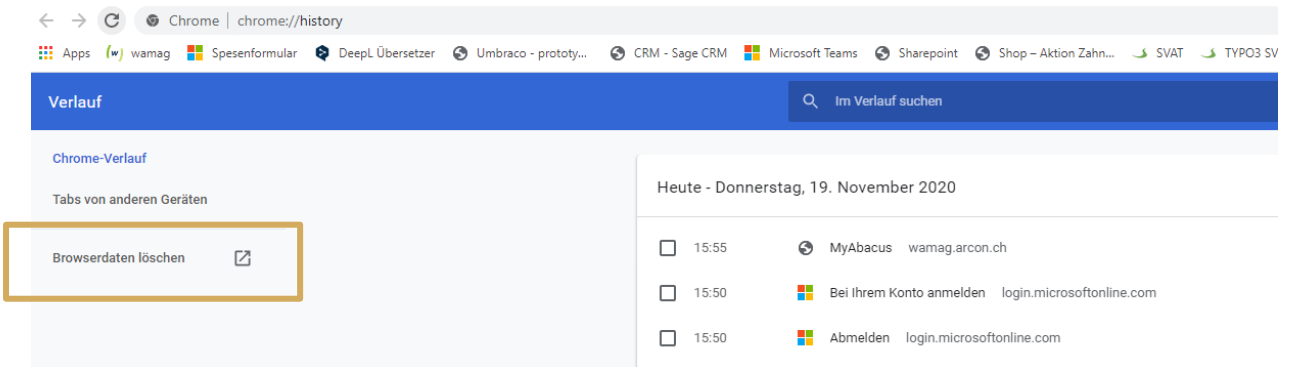 Chrome | chrome://history
Apps (w) wamag Spesenformular DeepL Übersetzer Umbraco - prototy... CRM - Sage CRM Microsoft Teams Sharepoint Shop – Aktion Zahn... SVAT TYPO3 SV
Verlauf Im Verlauf suchen
Chrome-Verlauf
Tabs von anderen Geräten
Browserdaten löschen
Heute - Donnerstag, 19. November 2020
15:55 MyAbacus wamag.arcon.ch
15:50 Bei Ihrem Konto anmelden login.microsoftonline.com
15:50 Abmelden login.microsoftonline.com